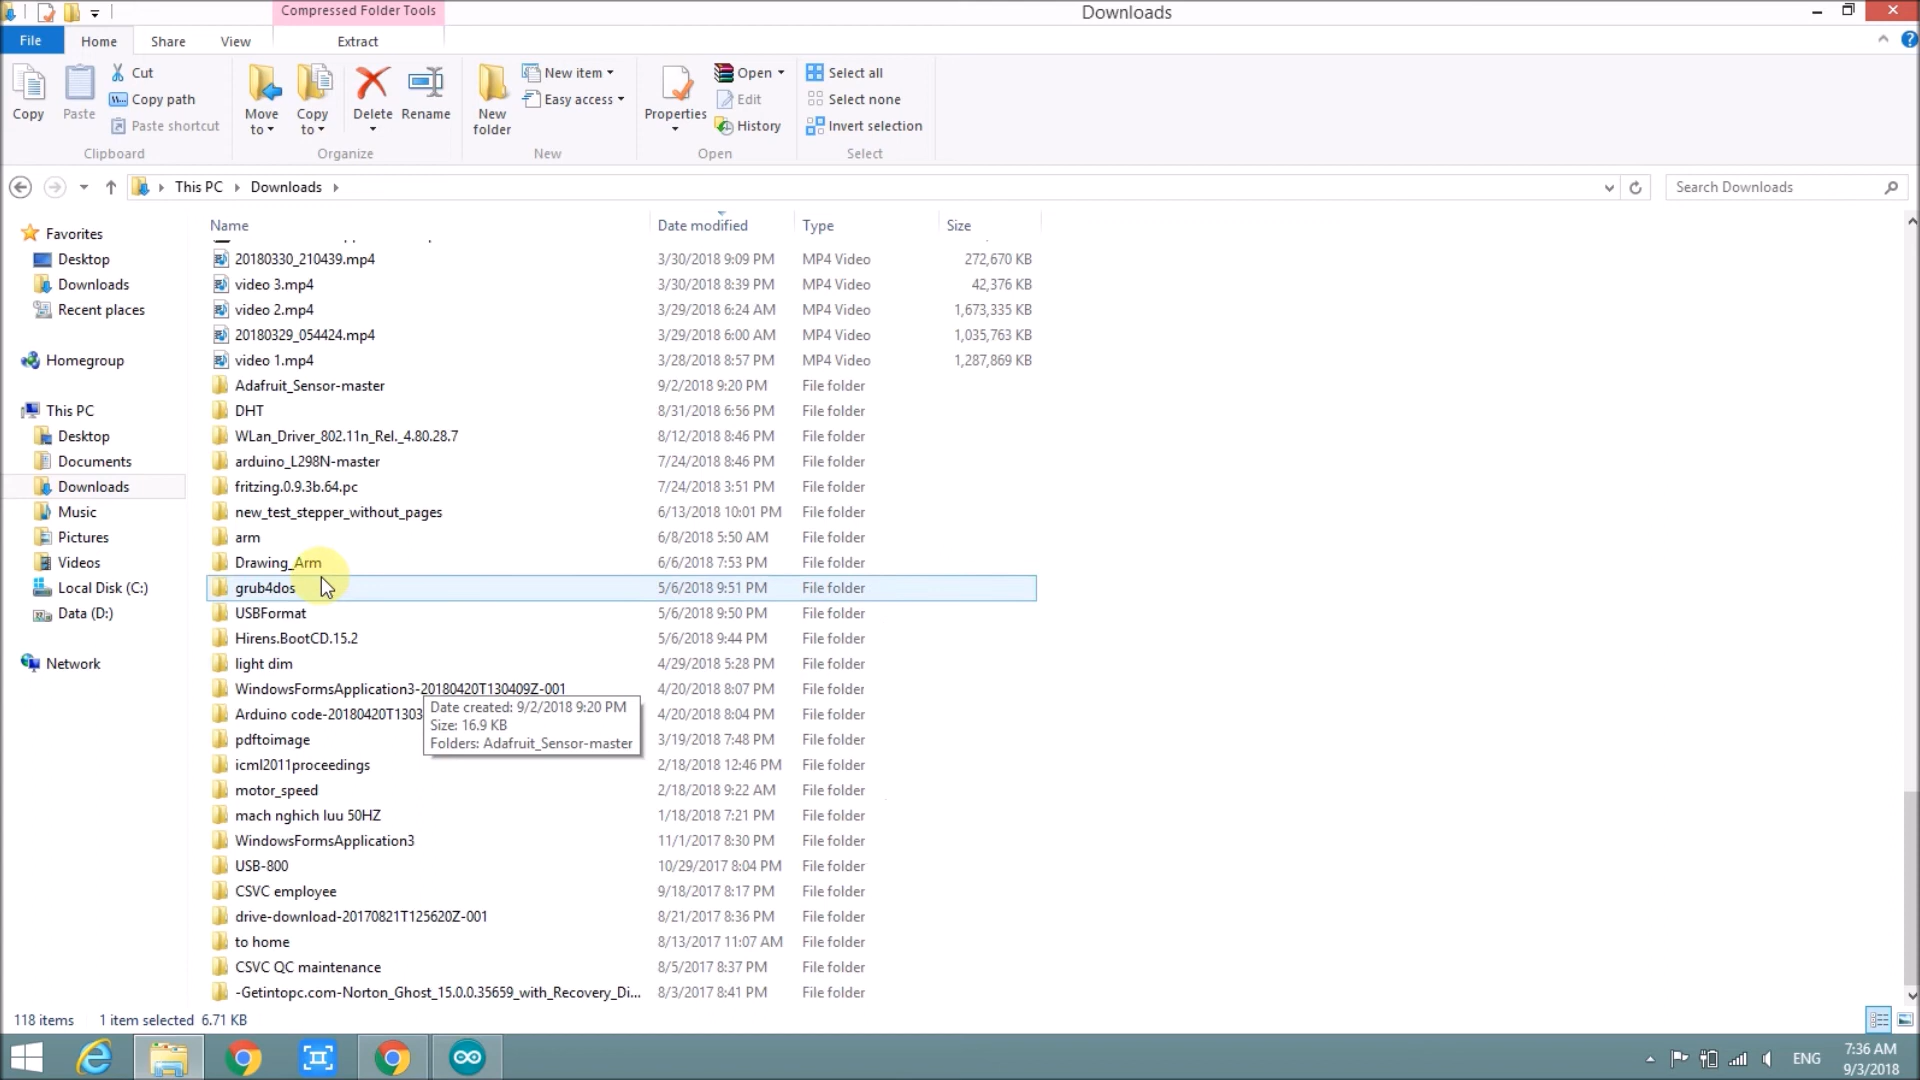 Compressed Folder Tools
Downloads
File
Home
Share
View
Extract
Copy
Paste
Cut
Copy path
Paste shortcut
Clipboard
Move to
Copy to
Delete
Rename
Organize
New folder
New item
Easy access
New
Properties
Open
Edit
History
Open
Select all
Select none
Invert selection
Select
This PC
Downloads
Search Downloads
Favorites
Desktop
Downloads
Recent places
Homegroup
This PC
Desktop
Documents
Downloads
Music
Pictures
Videos
Local Disk (C:)
Data (D:)
Network
Name Date modified Type Size
20180330_210439.mp4 3/30/2018 9:09 PM MP4 Video 272,670 KB
video 3.mp4 3/30/2018 8:39 PM MP4 Video 42,376 KB
video 2.mp4 3/29/2018 6:24 AM MP4 Video 1,673,335 KB
20180329_054424.mp4 3/29/2018 6:00 AM MP4 Video 1,035,763 KB
video 1.mp4 3/28/2018 8:57 PM MP4 Video 1,287,869 KB
Adafruit_Sensor-master 9/2/2018 9:20 PM File folder
DHT 8/31/2018 6:56 PM File folder
WLan_Driver_802.11n_Rel._4.80.28.7 8/12/2018 8:46 PM File folder
arduino_L298N-master 7/24/2018 8:46 PM File folder
fritzing.0.9.3b.64.pc 7/24/2018 3:51 PM File folder
new_test_stepper_without_pages 6/13/2018 10:01 PM File folder
arm 6/8/2018 5:50 AM File folder
Drawing_Arm 6/6/2018 7:53 PM File folder
grub4dos 5/6/2018 9:51 PM File folder
USBFormat 5/6/2018 9:50 PM File folder
Hirens.BootCD.15.2 5/6/2018 9:44 PM File folder
light dim 4/29/2018 5:28 PM File folder
WindowsFormsApplication3-20180420T130409Z-001 4/20/2018 8:07 PM File folder
Arduino code-20180420T1303 4/20/2018 8:04 PM File folder
pdftoimage 3/19/2018 7:48 PM File folder
icml2011proceedings 2/18/2018 12:46 PM File folder
motor_speed 2/18/2018 9:22 AM File folder
mach nghich luu 50HZ 1/18/2018 7:21 PM File folder
WindowsFormsApplication3 11/1/2017 8:30 PM File folder
USB-800 10/29/2017 8:04 PM File folder
CSVC employee 9/18/2017 8:17 PM File folder
drive-download-20170821T125620Z-001 8/21/2017 8:36 PM File folder
to home 8/13/2017 11:07 AM File folder
CSVC QC maintenance 8/5/2017 8:37 PM File folder
-Getintopc.com-Norton_Ghost_15.0.0.35659_with_Recovery_Di... 8/3/2017 8:41 PM File folder
Date created: 9/2/2018 9:20 PM
Size: 16.9 KB
Folders: Adafruit_Sensor-master
118 items 1 item selected 6.71 KB
ENG
7:36 AM
9/3/2018